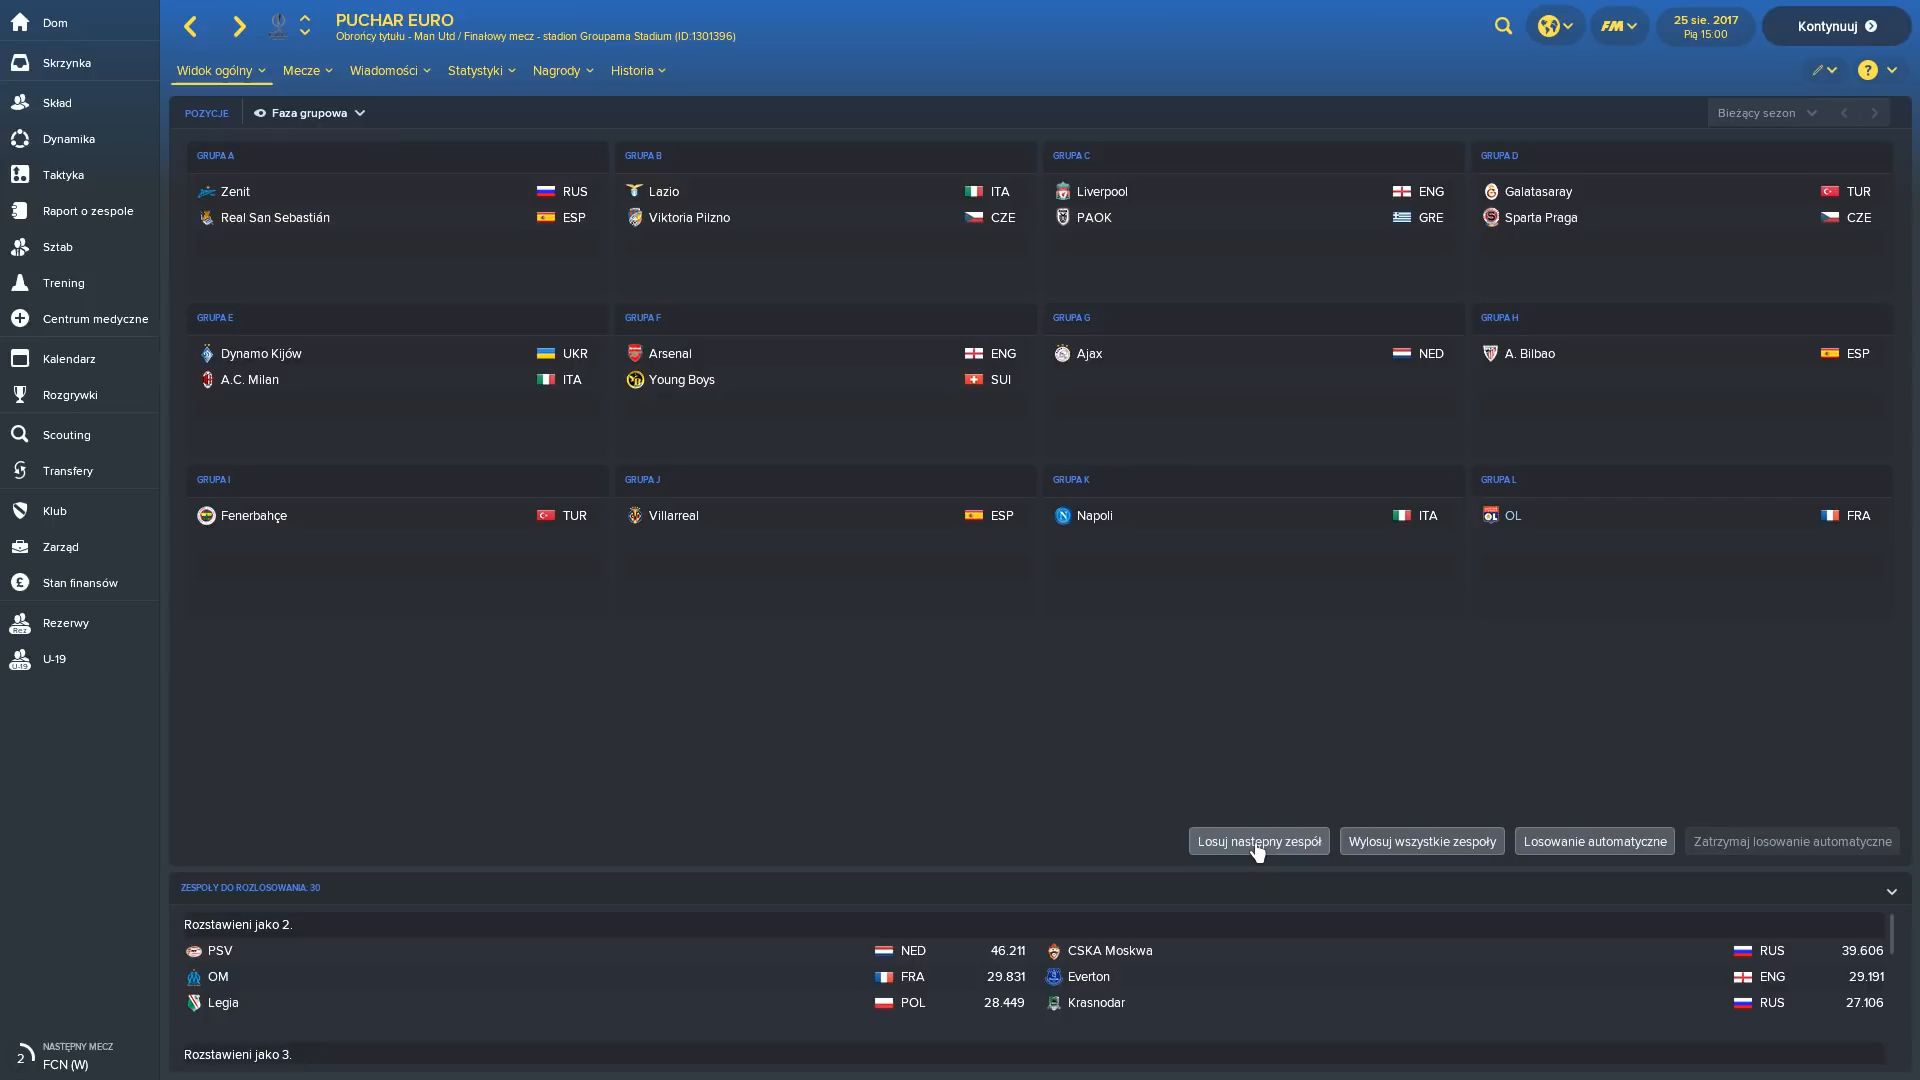 Dom
Skrzynka
Skład
Dynamika
Taktyka
Raport o zespole
Sztab
Trening
Centrum medyczne
Kalendarz
Rozgrywki
Scouting
Transfery
Klub
Zarząd
Stan finansów
Rez
Rezerwy
U-19
U-19
2
NASTĘPNY MECZ
FCN (W)
PUCHAR EURO
Obrońcy tytułu - Man Utd / Finałowy mecz - stadion Groupama Stadium (ID:1301396)
FM
25 sie. 2017
Pią 15:00
Kontynuuj
Widok ogólny Mecze Wiadomości Statystyki Nagrody Historia
?
POZYCJE Faza grupowa Bieżący sezon
GRUPA A GRUPA B GRUPA C GRUPA D
Zenit RUS Lazio ITA Liverpool ENG Galatasaray TUR
Real San Sebastián ESP Viktoria Pilzno CZE PAOK GRE Sparta Praga CZE
GRUPA E GRUPA F GRUPA G GRUPA H
Dynamo Kijów UKR Arsenal ENG Ajax NED A. Bilbao ESP
A.C. Milan ITA Young Boys SUI
GRUPA I GRUPA J GRUPA K GRUPA L
Fenerbahçe TUR Villarreal ESP Napoli ITA OL FRA
Losuj następny zespół Wylosuj wszystkie zespoły Losowanie automatyczne Zatrzymaj losowanie automatyczne
ZESPOŁY DO ROZLOSOWANIA: 30
Rozstawieni jako 2.
PSV NED 46.211 CSKA Moskwa RUS 39.606
OM FRA 29.831 Everton ENG 29.191
Legia POL 28.449 Krasnodar RUS 27.106
Rozstawieni jako 3.